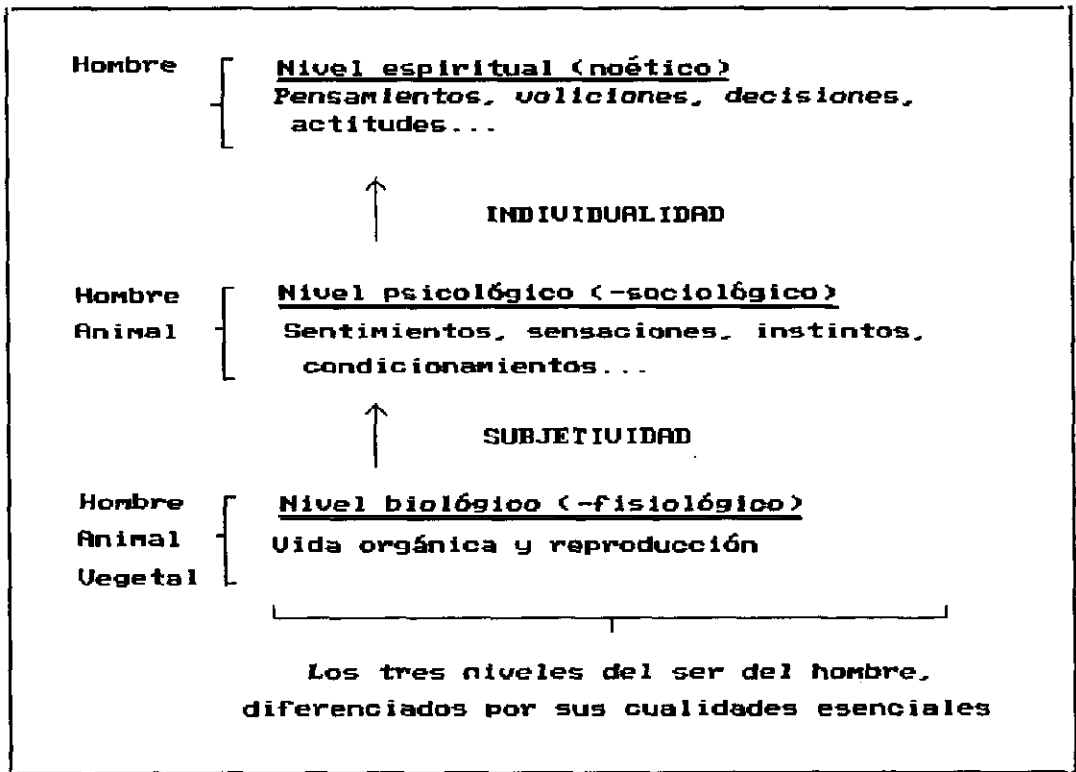 Hombre Nivel espiritual (noético)
Pensamientos, voliciones, decisiones,
actitudes...
INDIVIDUALIDAD
Hombre Nivel psicológico (-sociológico)
Animal Sentimientos, sensaciones, instintos,
condicionamientos...
SUBJETIVIDAD
Hombre Nivel biológico (-fisiológico)
Animal Vida orgánica y reproducción
Vegetal
Los tres niveles del ser del hombre,
diferenciados por sus cualidades esenciales